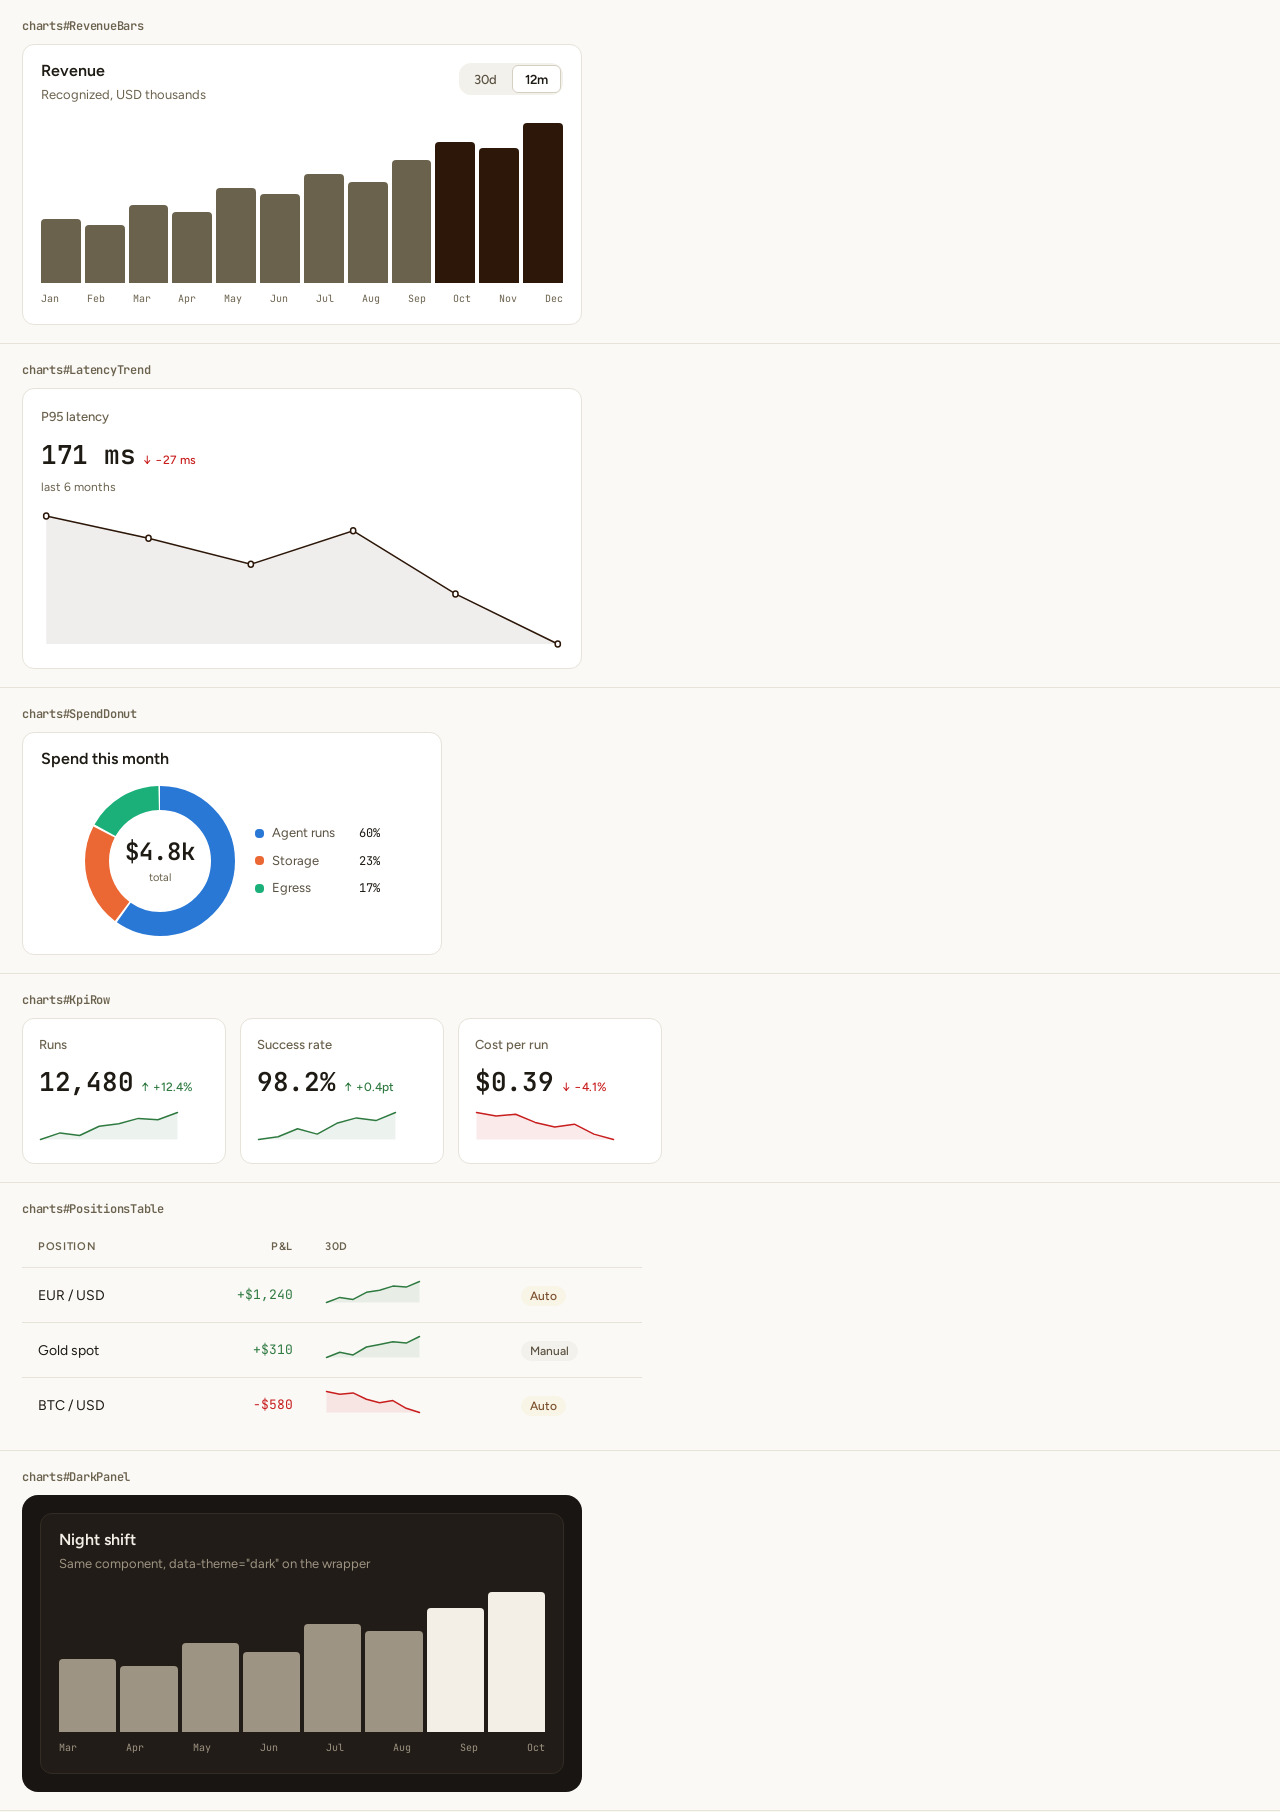 charts#RevenueBars
Revenue
30d 12m
Recognized, USD thousands
Jan Feb Mar Apr May Jun Jul Aug Sep Oct Nov Dec
charts#LatencyTrend
P95 latency
171 ms ↓ −27 ms
last 6 months
charts#SpendDonut
Spend this month
$4.8k
total
Agent runs 60%
Storage 23%
Egress 17%
charts#KpiRow
Runs
12,480 ↑ +12.4%
Success rate
98.2% ↑ +0.4pt
Cost per run
$0.39 ↓ −4.1%
charts#PositionsTable
POSITION P&L 30D
EUR / USD +$1,240 Auto
Gold spot +$310 Manual
BTC / USD -$580 Auto
charts#DarkPanel
Night shift
Same component, data-theme="dark" on the wrapper
Mar Apr May Jun Jul Aug Sep Oct